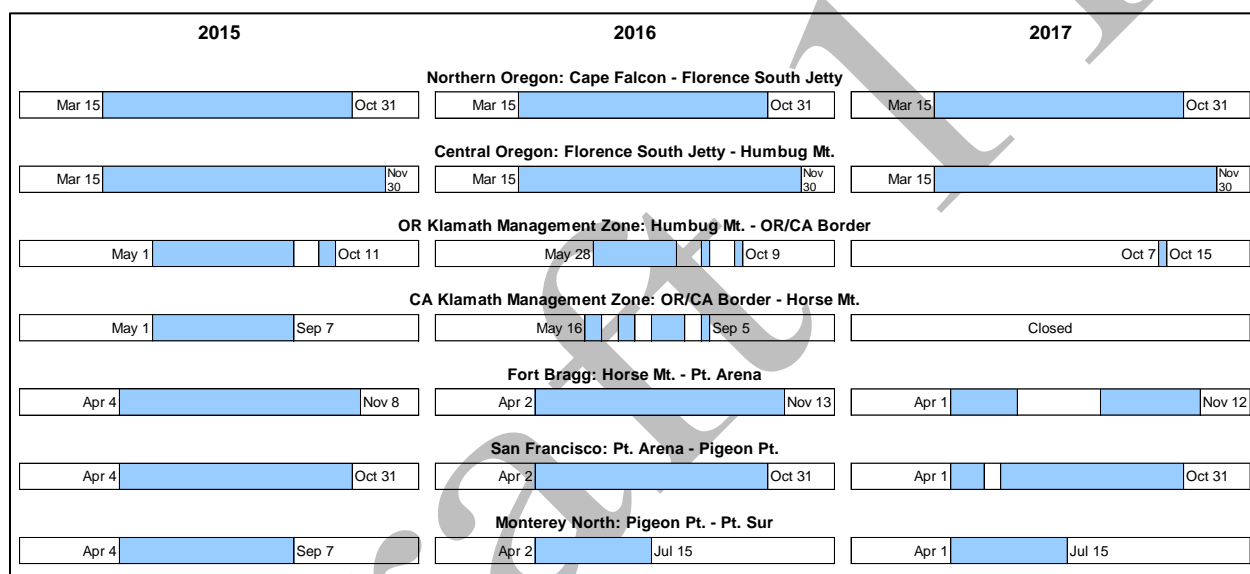 2015 2016 2017
Northern Oregon: Cape Falcon - Florence South Jetty
Mar 15 Oct 31 Mar 15 Oct 31 Mar 15 Oct 31
Central Oregon: Florence South Jetty - Humbug Mt.
Mar 15 Nov 30 Mar 15 Nov 30 Mar 15 Nov 30
OR Klamath Management Zone: Humbug Mt. - OR/CA Border
May 1 Oct 11 May 28 Oct 9 Oct 7 Oct 15
CA Klamath Management Zone: OR/CA Border - Horse Mt.
May 1 Sep 7 May 16 Sep 5 Closed
Fort Bragg: Horse Mt. - Pt. Arena
Apr 4 Nov 8 Apr 2 Nov 13 Apr 1 Nov 12
San Francisco: Pt. Arena - Pigeon Pt.
Apr 4 Oct 31 Apr 2 Oct 31 Apr 1 Oct 31
Monterey North: Pigeon Pt. - Pt. Sur
Apr 4 Sep 7 Apr 2 Jul 15 Apr 1 Jul 15